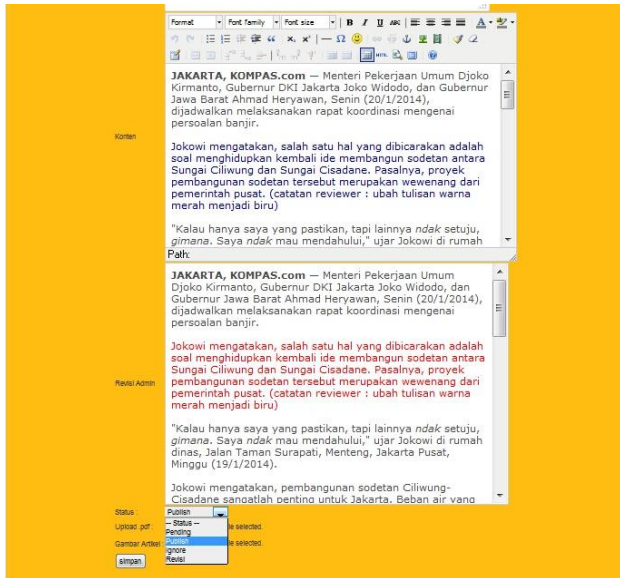 Format Font family Font size B I U ABC A
x, x' Ω
HTML
Konten
JAKARTA, KOMPAS.com — Menteri Pekerjaan Umum Djoko
Kirmanto, Gubernur DKI Jakarta Joko Widodo, dan Gubernur
Jawa Barat Ahmad Heryawan, Senin (20/1/2014),
dijadwalkan melaksanakan rapat koordinasi mengenai
persoalan banjir.
Jokowi mengatakan, salah satu hal yang dibicarakan adalah
soal menghidupkan kembali ide membangun sodetan antara
Sungai Ciliwung dan Sungai Cisadane. Pasalnya, proyek
pembangunan sodetan tersebut merupakan wewenang dari
pemerintah pusat. (catatan reviewer : ubah tulisan warna
merah menjadi biru)
"Kalau hanya saya yang pastikan, tapi lainnya ndak setuju,
gimana. Saya ndak mau mendahului," ujar Jokowi di rumah
Path:
Revisi Admin
JAKARTA, KOMPAS.com — Menteri Pekerjaan Umum
Djoko Kirmanto, Gubernur DKI Jakarta Joko Widodo, dan
Gubernur Jawa Barat Ahmad Heryawan, Senin (20/1/2014),
dijadwalkan melaksanakan rapat koordinasi mengenai
persoalan banjir.
Jokowi mengatakan, salah satu hal yang dibicarakan adalah
soal menghidupkan kembali ide membangun sodetan antara
Sungai Ciliwung dan Sungai Cisadane. Pasalnya, proyek
pembangunan sodetan tersebut merupakan wewenang dari
pemerintah pusat. (catatan reviewer : ubah tulisan warna
merah menjadi biru)
"Kalau hanya saya yang pastikan, tapi lainnya ndak setuju,
gimana. Saya ndak mau mendahului," ujar Jokowi di rumah
dinas, Jalan Taman Surapati, Menteng, Jakarta Pusat,
Minggu (19/1/2014).
Jokowi mengatakan, pembangunan sodetan Ciliwung-
Cisadane sangatlah penting untuk Jakarta. Beban air yang
Status : Publish
-- Status --
Pending
Upload .pdf : Publish le selected.
Ignore
Gambar Artikel : Revisi le selected.
simpan